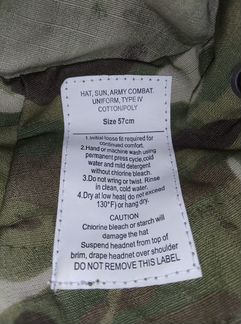 HAT, SUN, ARMY COMBAT.
UNIFORM, TYPE IV
COTTON/POLY
Size 57cm
1. Initial loose fit required for
continued comfort.
2. Hand or machine wash using
permanent press cycle, cold
water and mild detergent
without chlorine bleach.
3. Do not wring or twist. Rinse
in clean, cold water.
4. Dry at low heat( do not exceed
130°F) or hang dry.
CAUTION
Chlorine bleach or starch will
damage the hat
Suspend headnet from top of
brim, drape headnet over shoulder
DO NOT REMOVE THIS LABEL